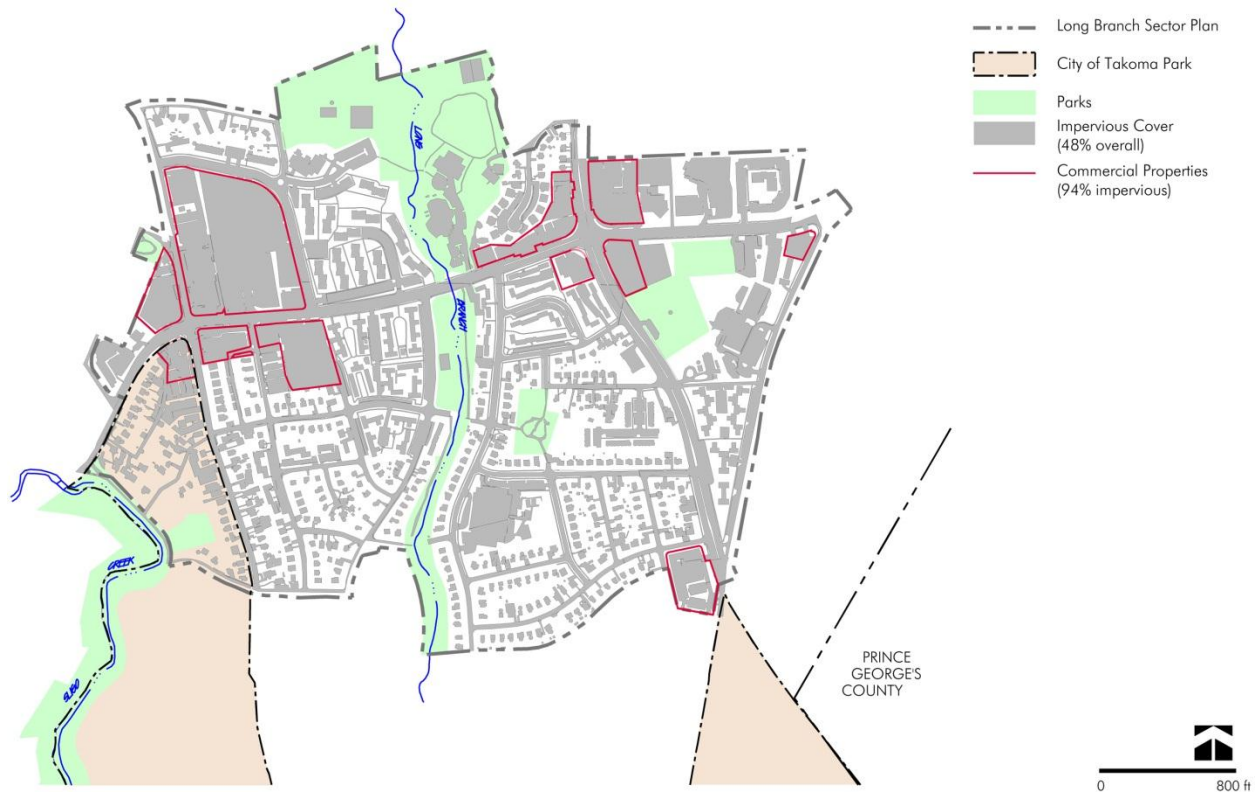 Long Branch Sector Plan
City of Takoma Park
Parks
Impervious Cover
(48% overall)
Commercial Properties
(94% impervious)
LONG
BRANCH
CREEK
SLIGO
PRINCE
GEORGE'S
COUNTY
0 800 ft